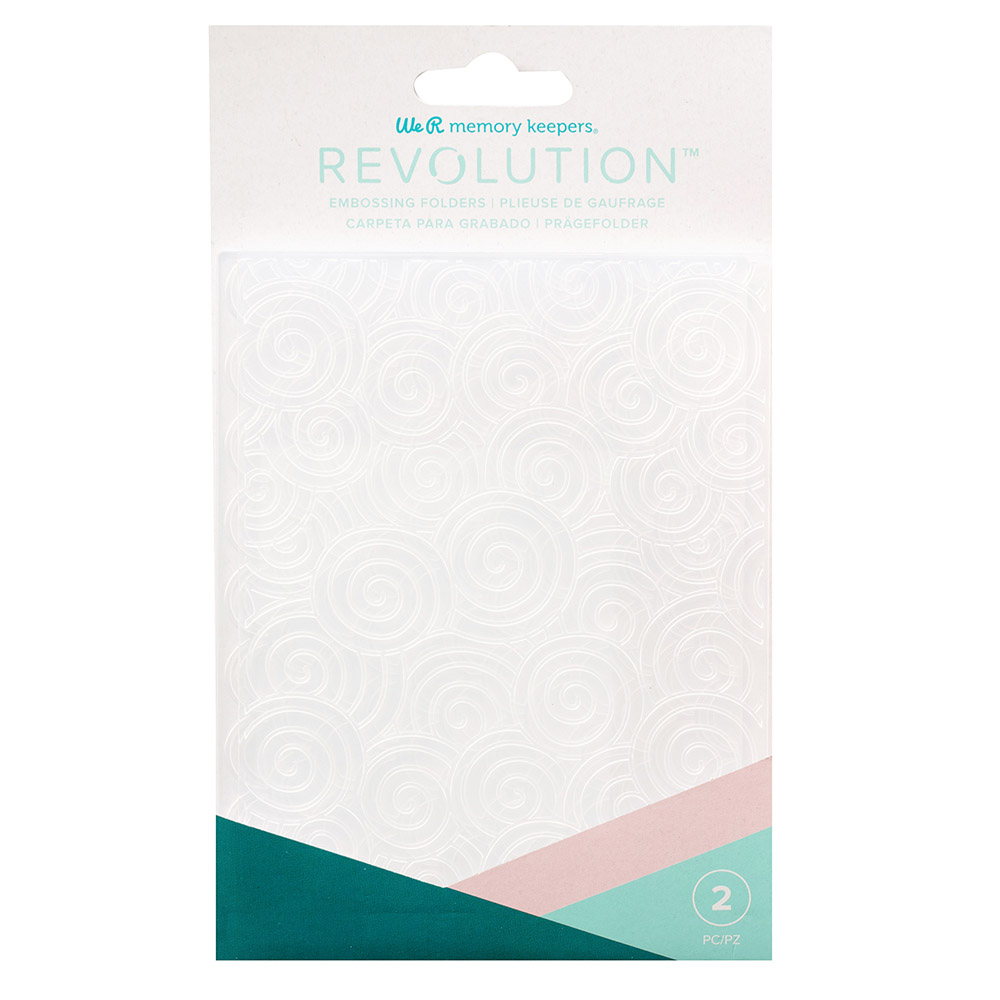 We R memory keepers®
REVOLUTION™
EMBOSSING FOLDERS | PLIEUSE DE GAUFRAGE
CARPETA PARA GRABADO | PRÄGEFOLDER
2
PC/PZ